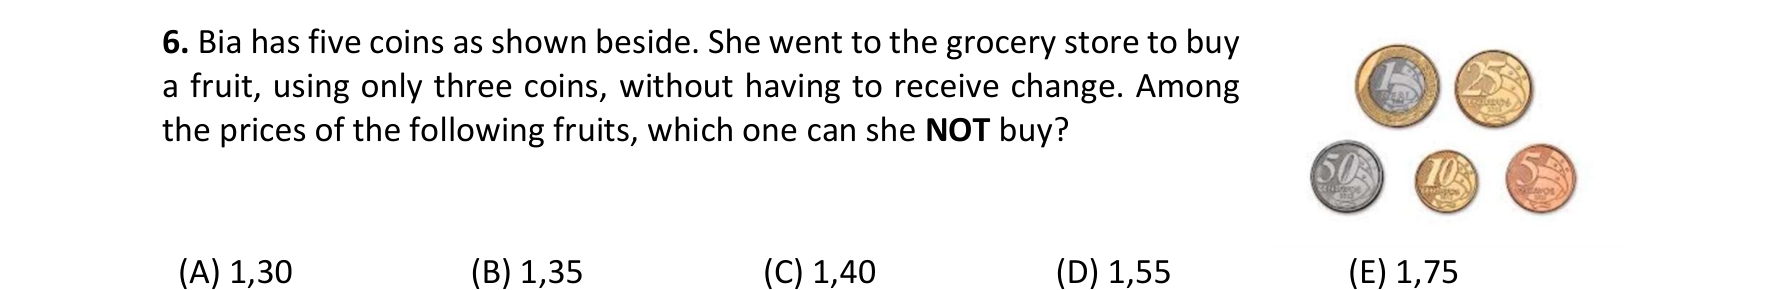 6. Bia has five coins as shown beside. She went to the grocery store to buy
a fruit, using only three coins, without having to receive change. Among
the prices of the following fruits, which one can she NOT buy?
1
25
50
10
5
(A) 1,30 (B) 1,35 (C) 1,40 (D) 1,55 (E) 1,75